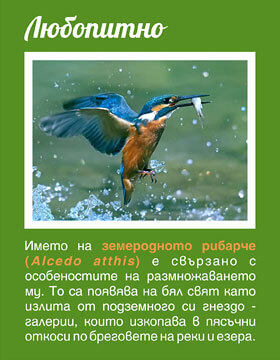 Любопитно
Името на земеродното рибарче
(Alcedo atthis) е свързано с
особеностите на размножаването
му. То са появява на бял свят като
излита от подземното си гнездо -
галерии, които изкопава в пясъчни
откоси по бреговете на реки и езера.